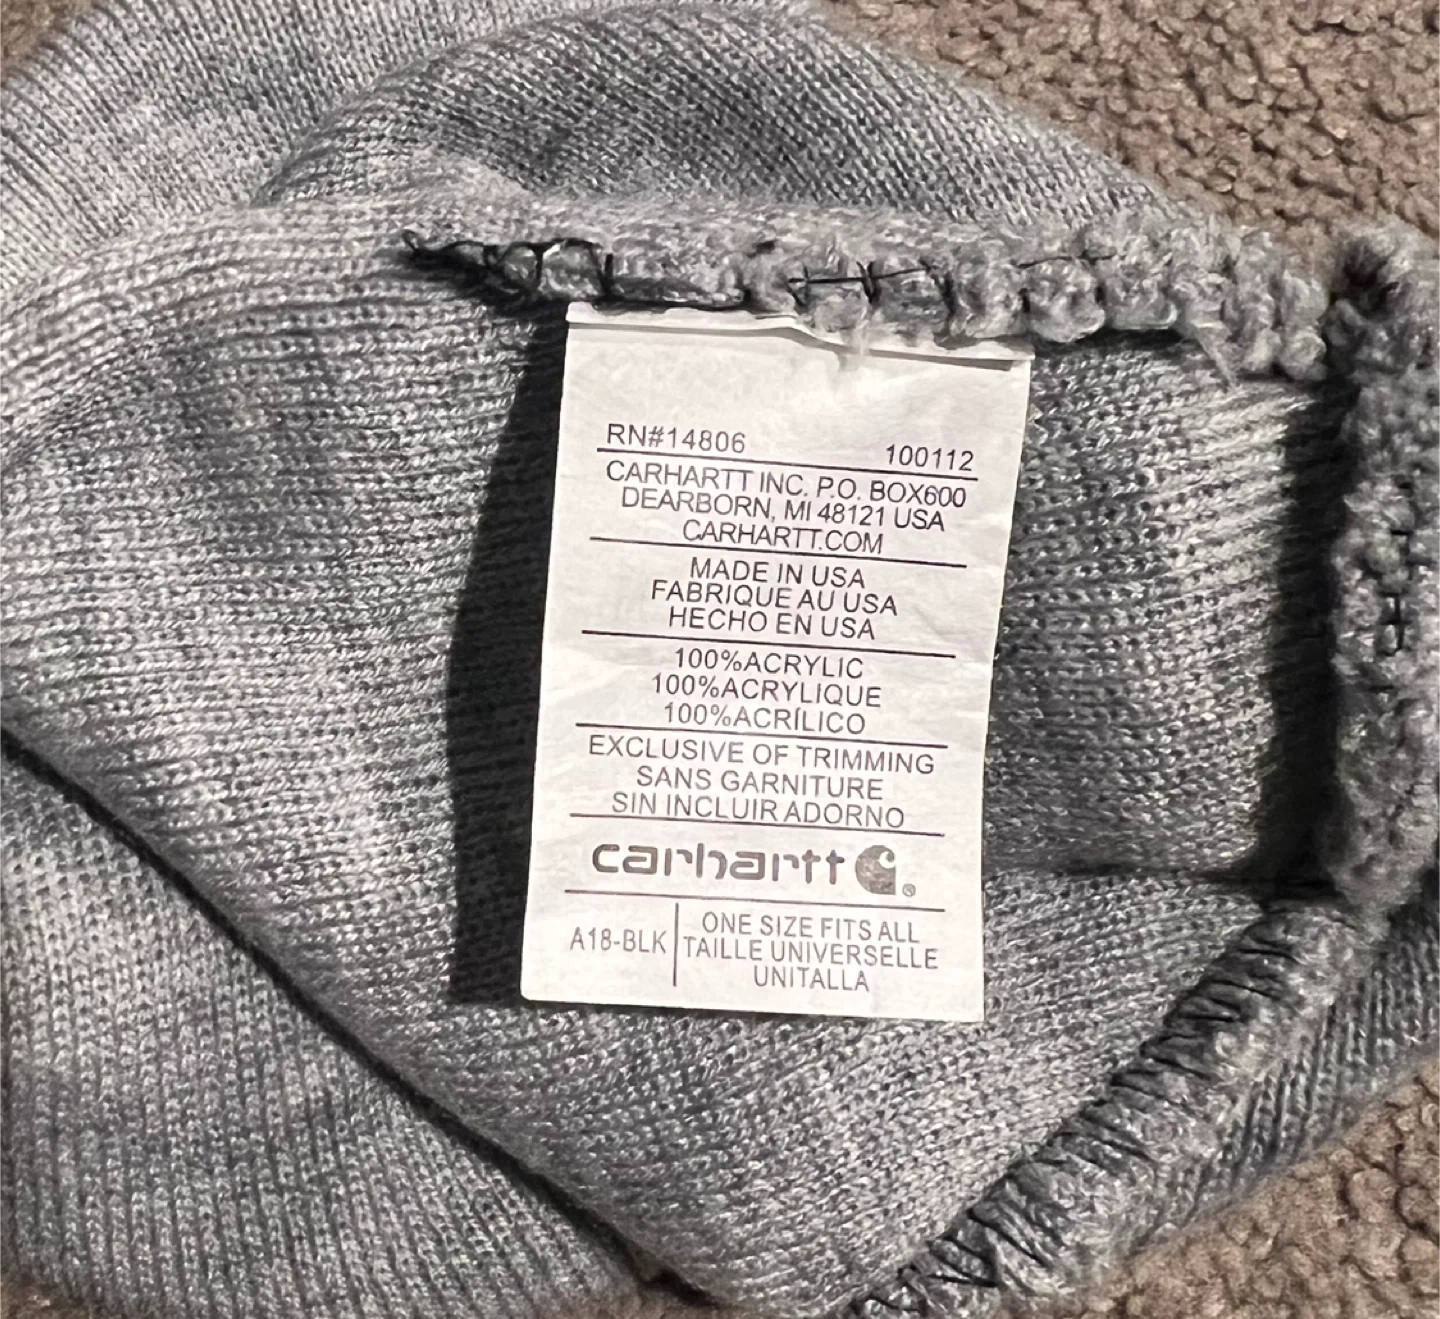 RN#14806 100112
CARHARTT INC. P.O. BOX600
DEARBORN, MI 48121 USA
CARHARTT.COM
MADE IN USA
FABRIQUE AU USA
HECHO EN USA
100%ACRYLIC
100%ACRYLIQUE
100%ACRÍLICO
EXCLUSIVE OF TRIMMING
SANS GARNITURE
SIN INCLUIR ADORNO
carhartt ®
A18-BLK
ONE SIZE FITS ALL
TAILLE UNIVERSELLE
UNITALLA